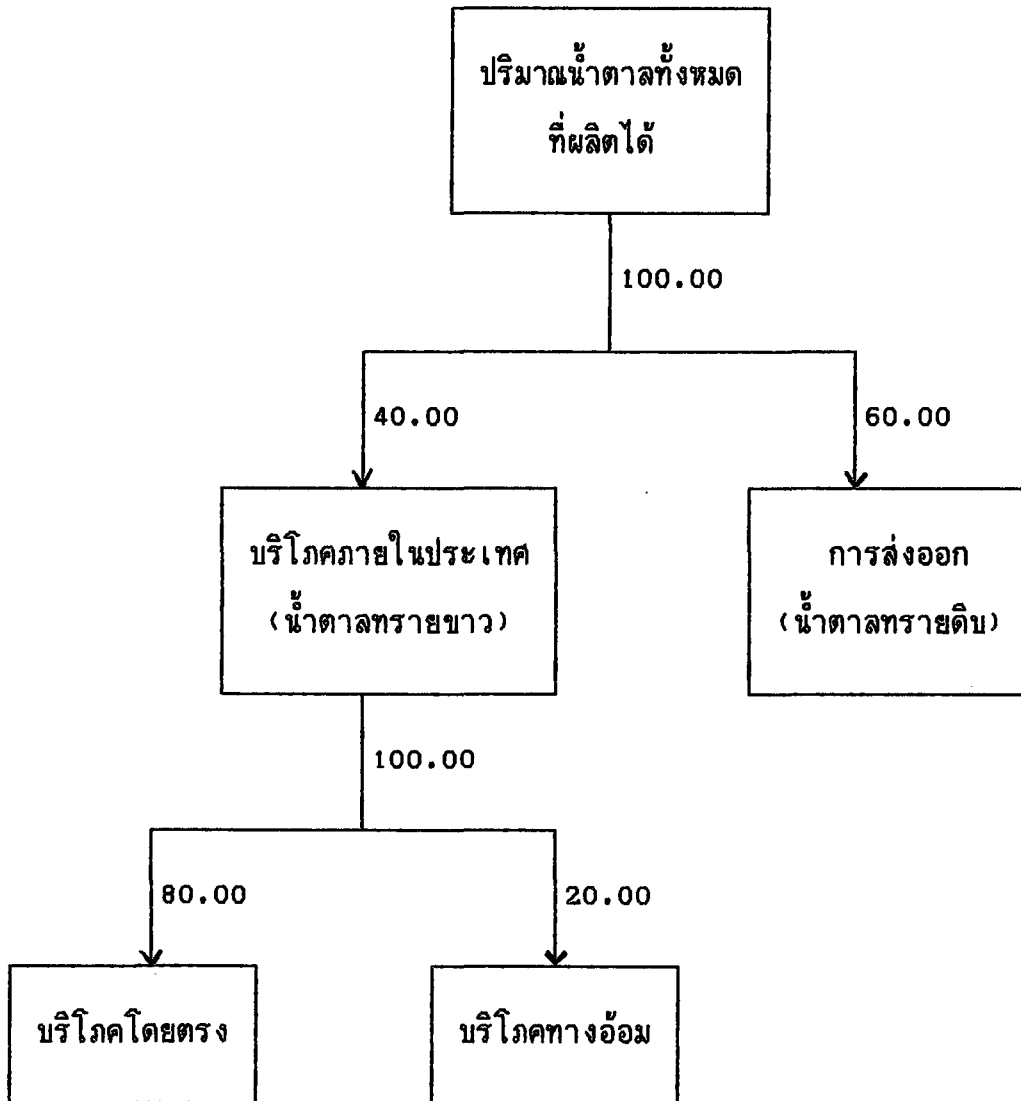 ปริมาณน้ำตาลทั้งหมด
ที่ผลิตได้
100.00
40.00
60.00
บริโภคภายในประเทศ
(น้ำตาลทรายขาว)
การส่งออก
(น้ำตาลทรายดิบ)
100.00
80.00
20.00
บริโภคโดยตรง
บริโภคทางอ้อม